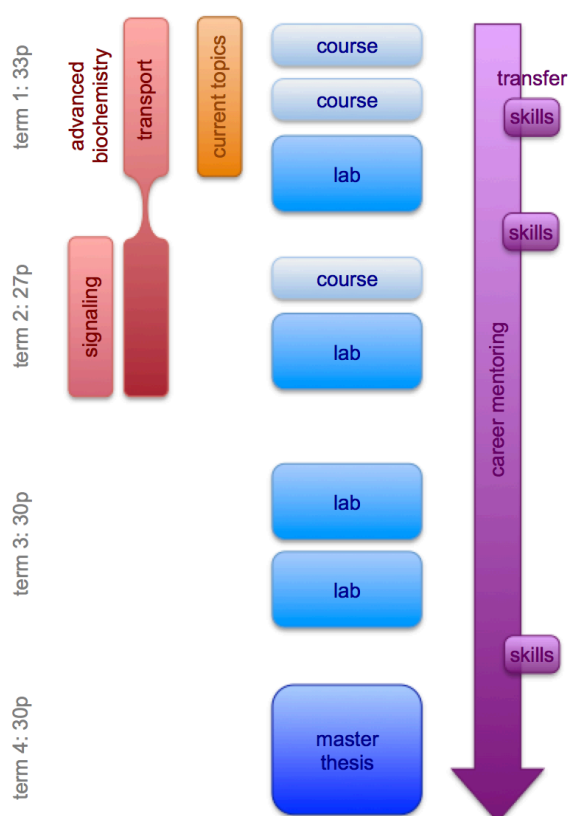 term 1: 33p
advanced
biochemistry
transport
current topics
course
course
lab
transfer
skills
skills
term 2: 27p
signaling
course
lab
career mentoring
term 3: 30p
lab
lab
skills
term 4: 30p
master
thesis